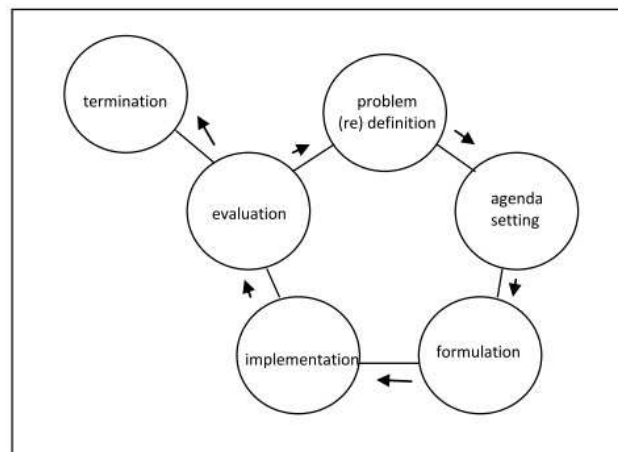 termination
problem
(re) definition
evaluation
agenda
setting
implementation
formulation